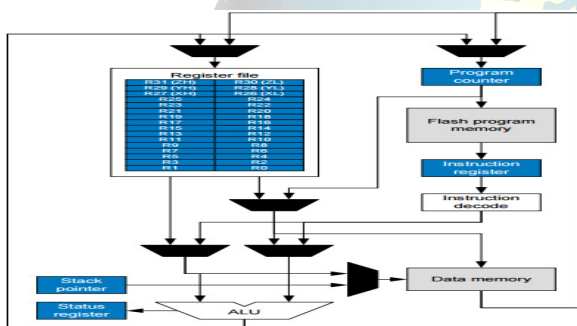 Register file
R31 (ZH) R30 (ZL)
R29 (YH) R28 (YL)
R27 (XH) R26 (XL)
R25 R24
R23 R22
R21 R20
R19 R18
R17 R16
R15 R14
R13 R12
R11 R10
R9 R8
R7 R6
R5 R4
R3 R2
R1 R0
Program
counter
Flash program
memory
Instruction
register
Instruction
decode
Stack
pointer
Status
register
ALU
Data memory